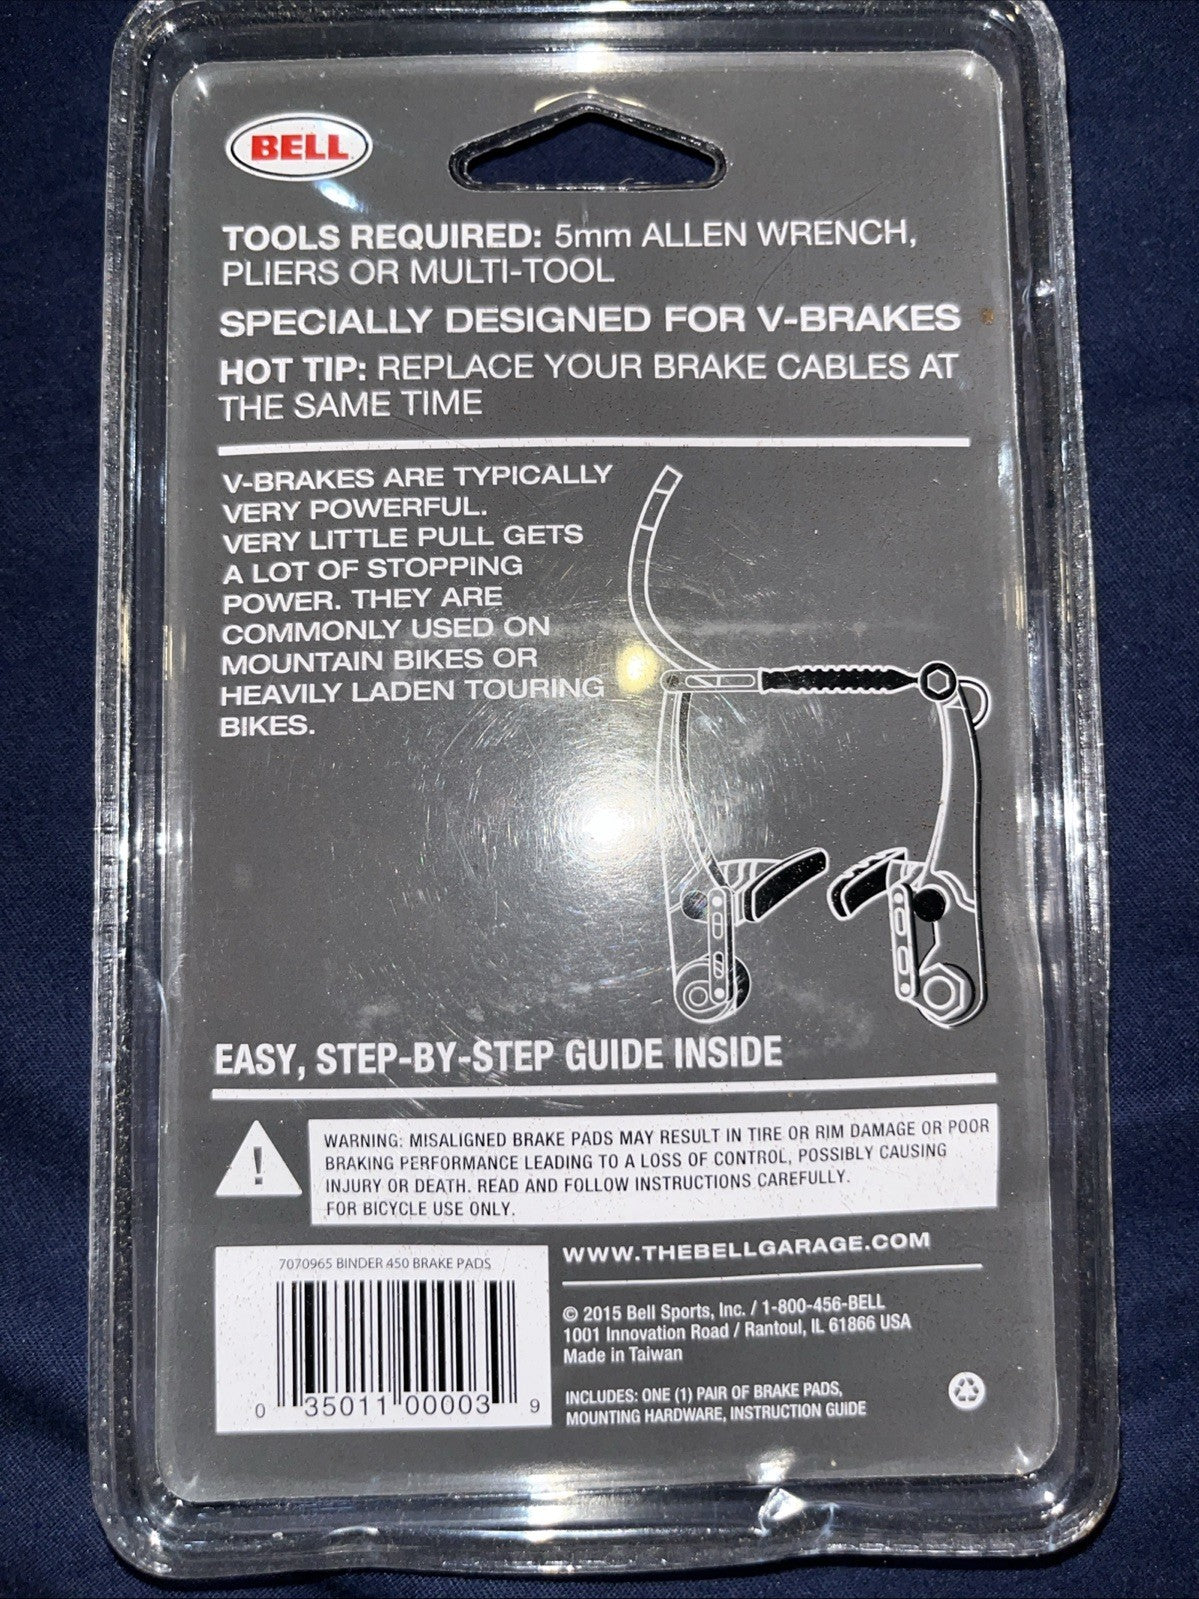 BELL
TOOLS REQUIRED: 5mm ALLEN WRENCH,
PLIERS OR MULTI-TOOL
SPECIALLY DESIGNED FOR V-BRAKES
HOT TIP: REPLACE YOUR BRAKE CABLES AT
THE SAME TIME
V-BRAKES ARE TYPICALLY
VERY POWERFUL.
VERY LITTLE PULL GETS
A LOT OF STOPPING
POWER. THEY ARE
COMMONLY USED ON
MOUNTAIN BIKES OR
HEAVILY LADEN TOURING
BIKES.
EASY, STEP-BY-STEP GUIDE INSIDE
!
WARNING: MISALIGNED BRAKE PADS MAY RESULT IN TIRE OR RIM DAMAGE OR POOR
BRAKING PERFORMANCE LEADING TO A LOSS OF CONTROL, POSSIBLY CAUSING
INJURY OR DEATH. READ AND FOLLOW INSTRUCTIONS CAREFULLY.
FOR BICYCLE USE ONLY.
7070965 BINDER 450 BRAKE PADS
0 35011 00003 9
WWW.THEBELLGARAGE.COM
© 2015 Bell Sports, Inc. / 1-800-456-BELL
1001 Innovation Road / Rantoul, IL 61866 USA
Made in Taiwan
INCLUDES: ONE (1) PAIR OF BRAKE PADS,
MOUNTING HARDWARE, INSTRUCTION GUIDE